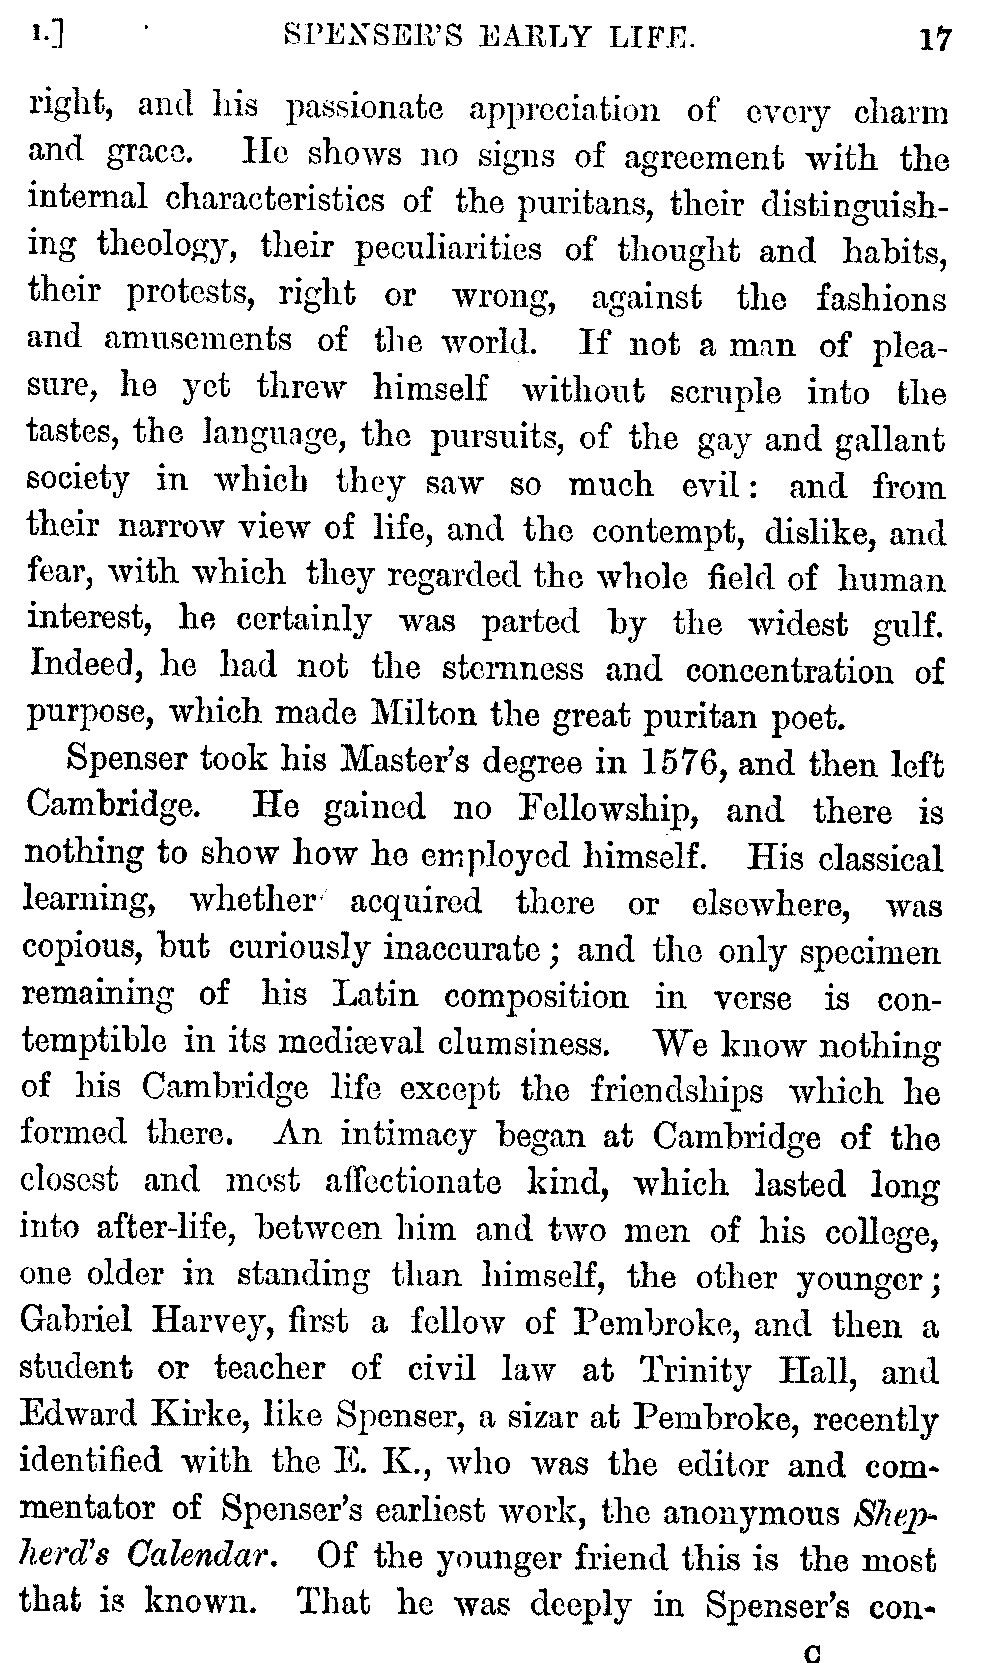 I.] SPENSER'S EARLY LIFE. 17
right, and his passionate appreciation of every charm
and grace. He shows no signs of agreement with the
internal characteristics of the puritans, their distinguish-
ing theology, their peculiarities of thought and habits,
their protests, right or wrong, against the fashions
and amusements of the world. If not a man of plea-
sure, he yet threw himself without scruple into the
tastes, the language, the pursuits, of the gay and gallant
society in which they saw so much evil: and from
their narrow view of life, and the contempt, dislike, and
fear, with which they regarded the whole field of human
interest, he certainly was parted by the widest gulf.
Indeed, he had not the sternness and concentration of
purpose, which made Milton the great puritan poet.
Spenser took his Master's degree in 1576, and then left
Cambridge. He gained no Fellowship, and there is
nothing to show how he employed himself. His classical
learning, whether acquired there or elsewhere, was
copious, but curiously inaccurate; and the only specimen
remaining of his Latin composition in verse is con-
temptible in its mediæval clumsiness. We know nothing
of his Cambridge life except the friendships which he
formed there. An intimacy began at Cambridge of the
closest and most affectionate kind, which lasted long
into after-life, between him and two men of his college,
one older in standing than himself, the other younger;
Gabriel Harvey, first a fellow of Pembroke, and then a
student or teacher of civil law at Trinity Hall, and
Edward Kirke, like Spenser, a sizar at Pembroke, recently
identified with the E. K., who was the editor and com-
mentator of Spenser's earliest work, the anonymous Shep-
herd's Calendar. Of the younger friend this is the most
that is known. That he was deeply in Spenser's con-
C